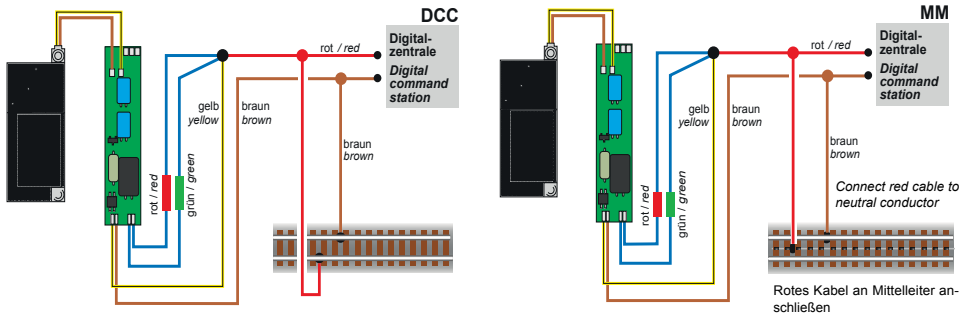 DCC
Digital-
zentrale
Digital
command
station
rot / red
gelb
yellow
braun
brown
braun
brown
rot / red
grün / green
MM
Digital-
zentrale
Digital
command
station
rot / red
gelb
yellow
braun
brown
braun
brown
rot / red
grün / green
Connect red cable to
neutral conductor
Rotes Kabel an Mittelleiter an-
schließen